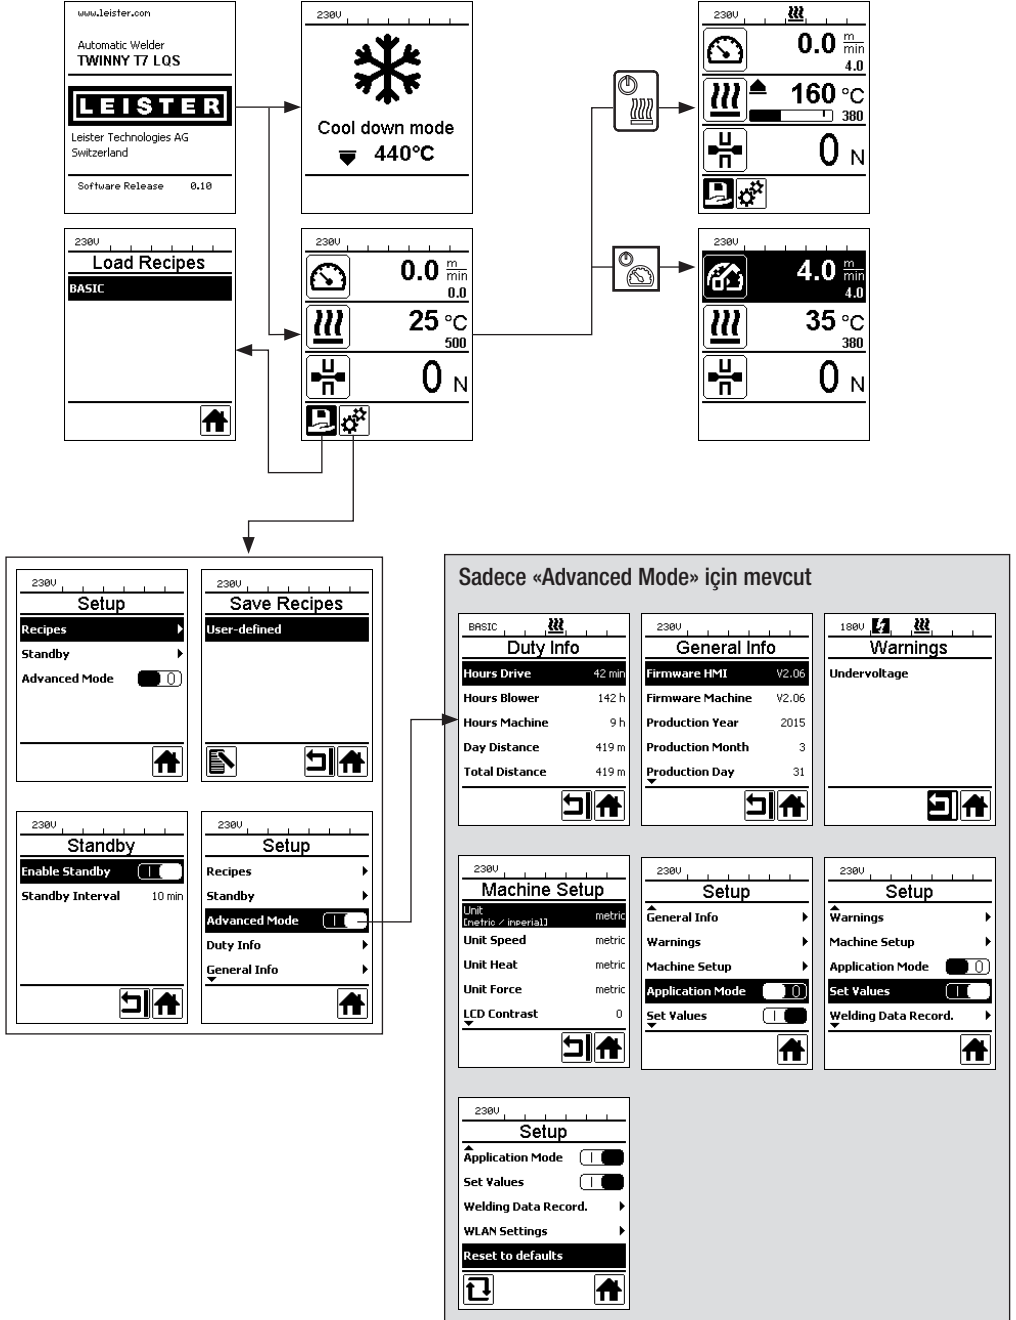 www.leister.com
Automatic Welder
TWINNY T7 LQS
LEISTER
Leister Technologies AG
Switzerland
Software Release 0.10
230V
Cool down mode
440°C
230V
0.0 m/min
4.0
160 °C
380
0 N
230V
Load Recipes
BASIC
230V
0.0 m/min
0.0
25 °C
500
0 N
230V
4.0 m/min
4.0
35 °C
380
0 N
230V
Setup
Recipes
Standby
Advanced Mode 0
230V
Save Recipes
User-defined
230V
Standby
Enable Standby I
Standby Interval 10 min
230V
Setup
Recipes
Standby
Advanced Mode I
Duty Info
General Info
Sadece «Advanced Mode» için mevcut
BASIC
Duty Info
Hours Drive 42 min
Hours Blower 142 h
Hours Machine 9 h
Day Distance 419 m
Total Distance 419 m
230V
General Info
Firmware HMI V2.06
Firmware Machine V2.06
Production Year 2015
Production Month 3
Production Day 31
180V
Warnings
Undervoltage
230V
Machine Setup
Unit
[metric / imperial] metric
Unit Speed metric
Unit Heat metric
Unit Force metric
LCD Contrast 0
230V
Setup
General Info
Warnings
Machine Setup
Application Mode 0
Set Values I
230V
Setup
Warnings
Machine Setup
Application Mode 0
Set Values I
Welding Data Record.
230V
Setup
Application Mode I
Set Values I
Welding Data Record.
WLAN Settings
Reset to defaults